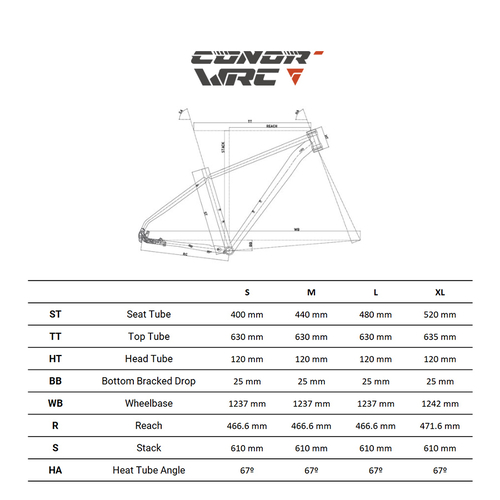 CONOR
WRC
SA
TT
HA
REACH
STACK
HT
ST
WB
BB
RC
S M L XL
ST Seat Tube 400 mm 440 mm 480 mm 520 mm
TT Top Tube 630 mm 630 mm 630 mm 635 mm
HT Head Tube 120 mm 120 mm 120 mm 120 mm
BB Bottom Bracked Drop 25 mm 25 mm 25 mm 25 mm
WB Wheelbase 1237 mm 1237 mm 1237 mm 1242 mm
R Reach 466.6 mm 466.6 mm 466.6 mm 471.6 mm
S Stack 610 mm 610 mm 610 mm 610 mm
HA Heat Tube Angle 67º 67º 67º 67º